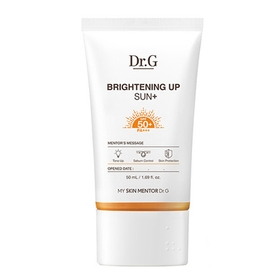 Dr.G
BRIGHTENING UP
SUN+
50+
PA+++
MENTOR'S MESSAGE
Tone Up
Sebum Control
Skin Protection
OPENED DATE :
50 mL / 1.69 fl. oz
MY SKIN MENTOR Dr.G